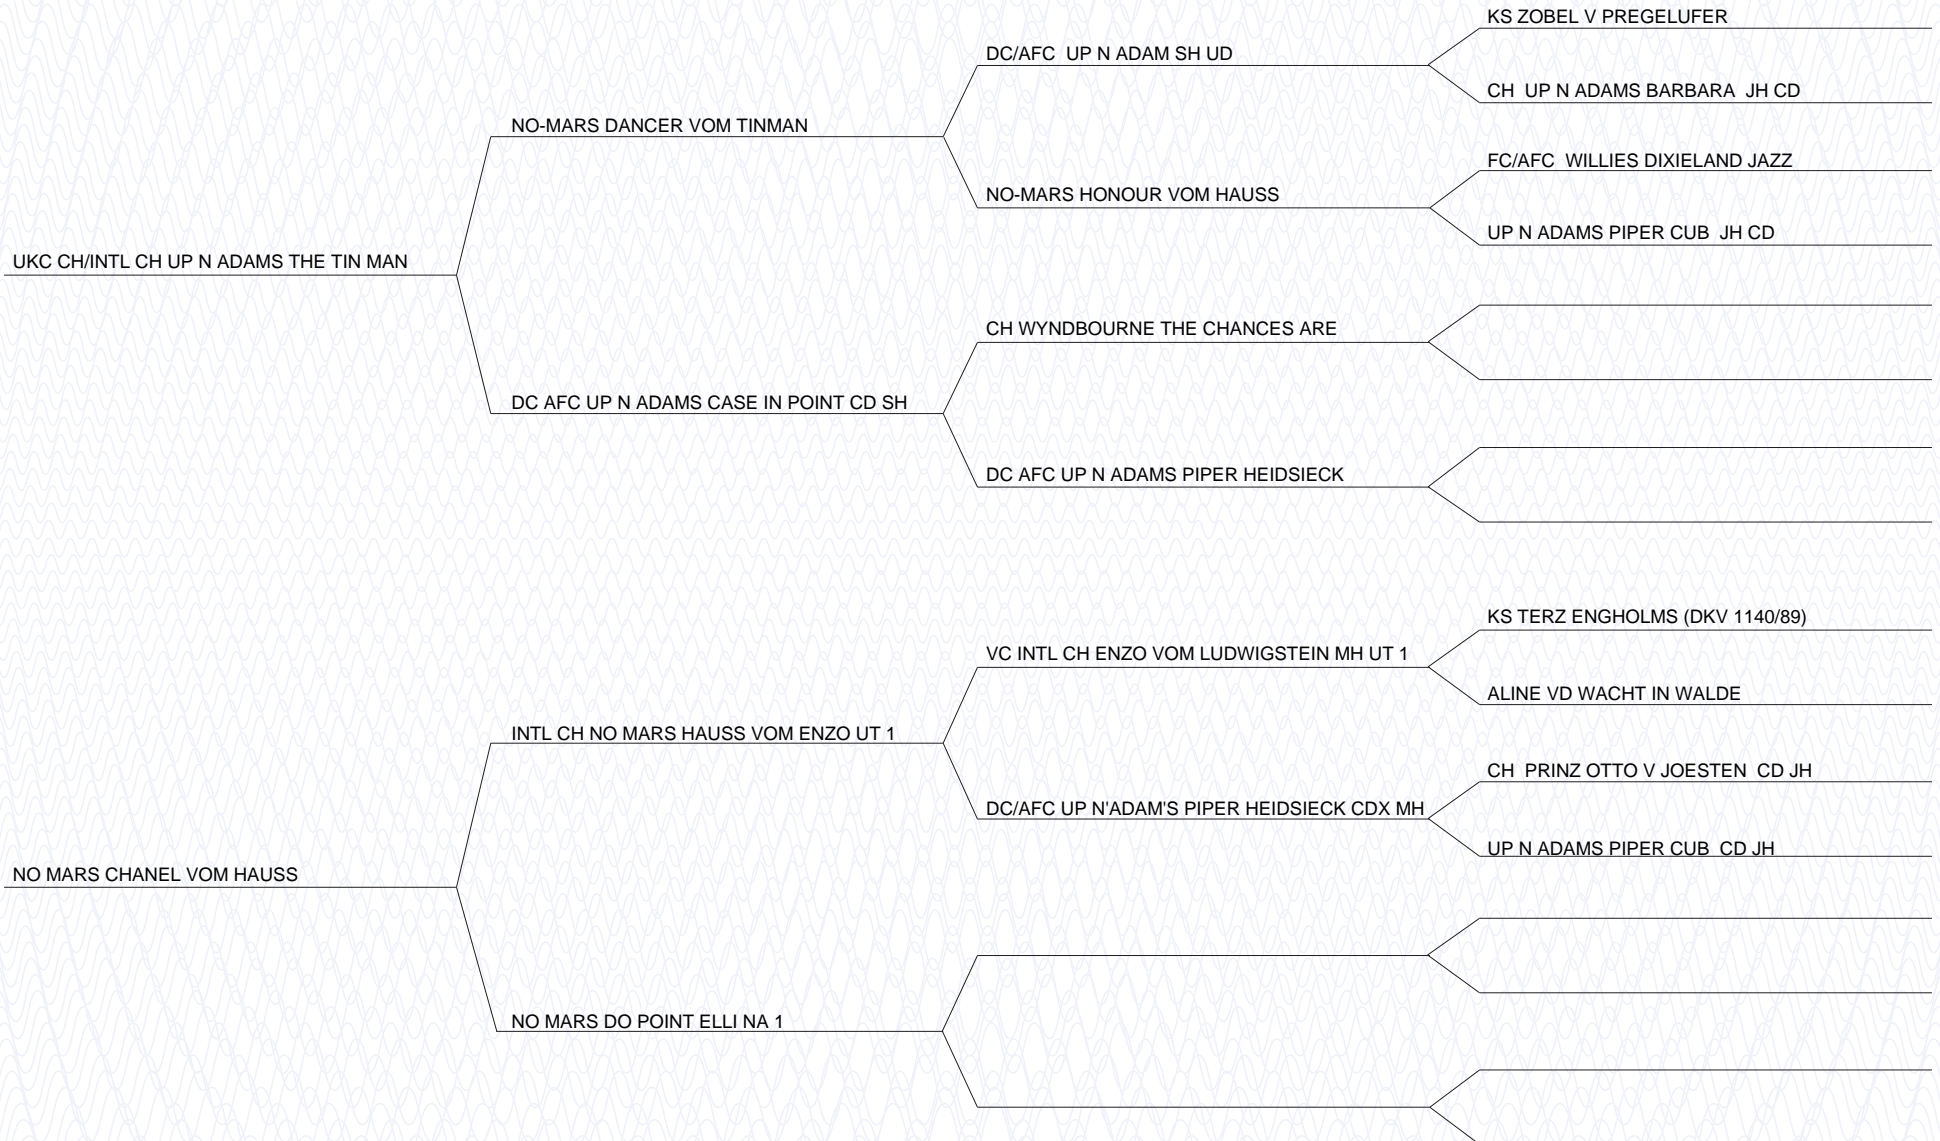 KS ZOBEL V PREGELUFER
DC/AFC  UP N ADAM SH UD
CH  UP N ADAMS BARBARA  JH CD
NO-MARS DANCER VOM TINMAN
FC/AFC  WILLIES DIXIELAND JAZZ
NO-MARS HONOUR VOM HAUSS
UP N ADAMS PIPER CUB  JH CD
UKC CH/INTL CH UP N ADAMS THE TIN MAN
CH WYNDBOURNE THE CHANCES ARE
DC AFC UP N ADAMS CASE IN POINT CD SH
DC AFC UP N ADAMS PIPER HEIDSIECK
KS TERZ ENGHOLMS (DKV 1140/89)
VC INTL CH ENZO VOM LUDWIGSTEIN MH UT 1
ALINE VD WACHT IN WALDE
INTL CH NO MARS HAUSS VOM ENZO UT 1
CH  PRINZ OTTO V JOESTEN  CD JH
DC/AFC UP N'ADAM'S PIPER HEIDSIECK CDX MH
UP N ADAMS PIPER CUB  CD JH
NO MARS CHANEL VOM HAUSS
NO MARS DO POINT ELLI NA 1